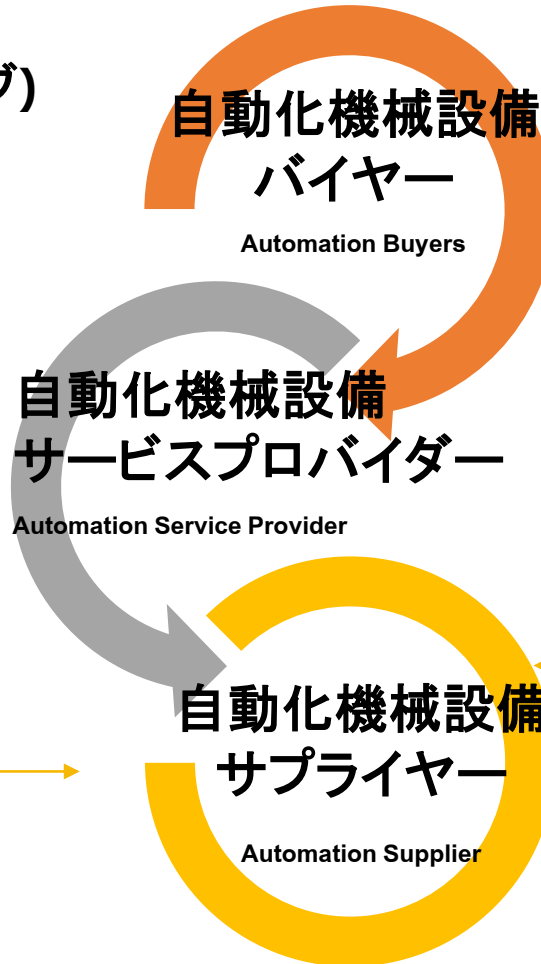 ブ)
自動化機械設備
バイヤー
Automation Buyers
自動化機械設備
サービスプロバイダー
Automation Service Provider
自動化機械設備
サプライヤー
Automation Supplier